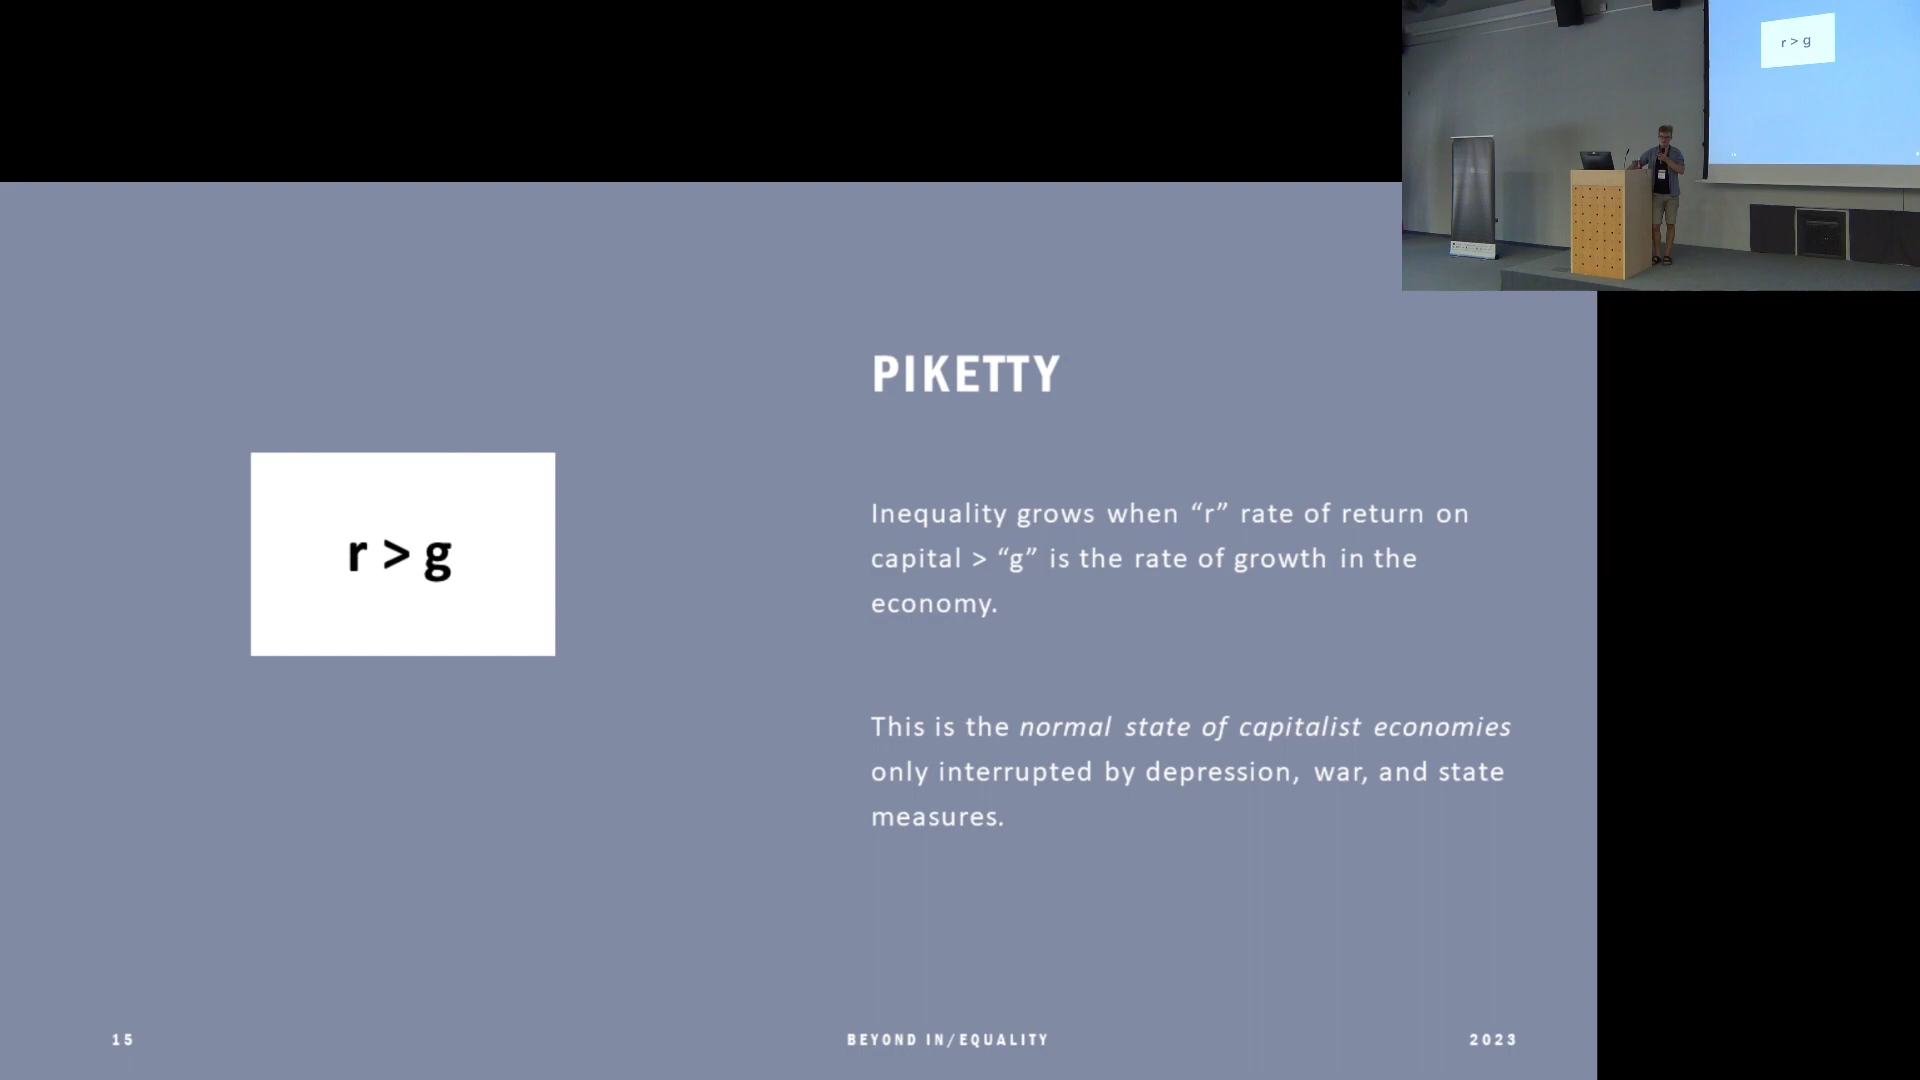 r > g
PIKETTY
r > g
Inequality grows when “r” rate of return on
capital > “g” is the rate of growth in the
economy.
This is the normal state of capitalist economies
only interrupted by depression, war, and state
measures.
15
BEYOND IN/EQUALITY
2023